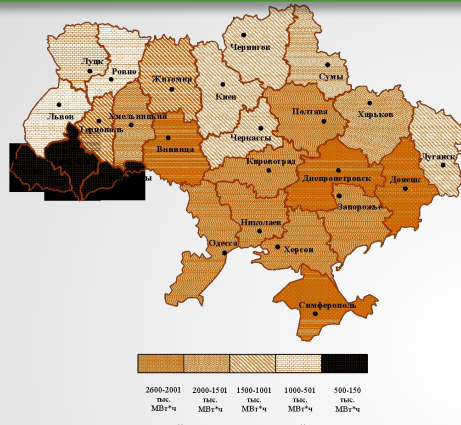 Чернигов
Луцк
Ровно
Сумы
Житомир
Киев
Львов
Тернополь
Хмельницкий
Полтава
Харьков
Черкассы
Винница
Луганск
Кировоград
Днепропетровск
Донецк
Запорожье
Николаев
Одесса
Херсон
Симферополь
2600-2001 2000-1501 1500-1001 1000-501 500-150
тыс. тыс. тыс. тыс. тыс.
МВт*ч МВт*ч МВт*ч МВт*ч МВт*ч